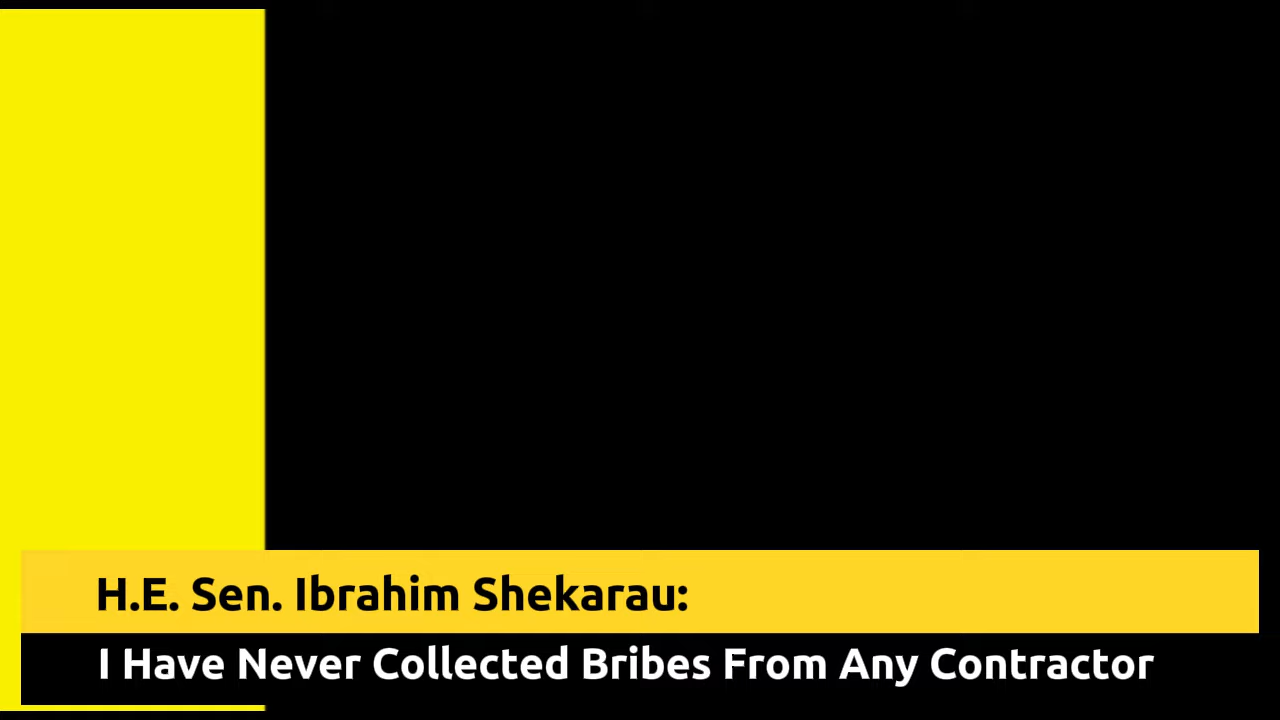 H.E. Sen. Ibrahim Shekarau:
I Have Never Collected Bribes From Any Contractor